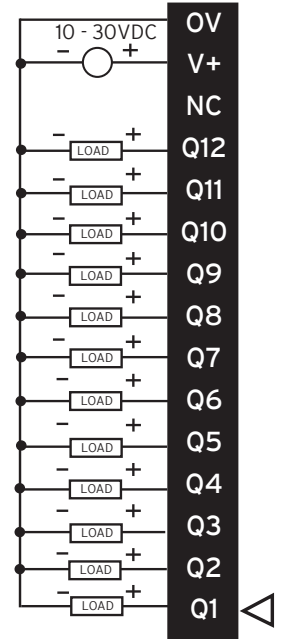 0V
10 - 30VDC
- + V+
NC
- LOAD + Q12
- LOAD + Q11
- LOAD + Q10
- LOAD + Q9
- LOAD + Q8
- LOAD + Q7
- LOAD + Q6
- LOAD + Q5
- LOAD + Q4
- LOAD + Q3
- LOAD + Q2
- LOAD + Q1